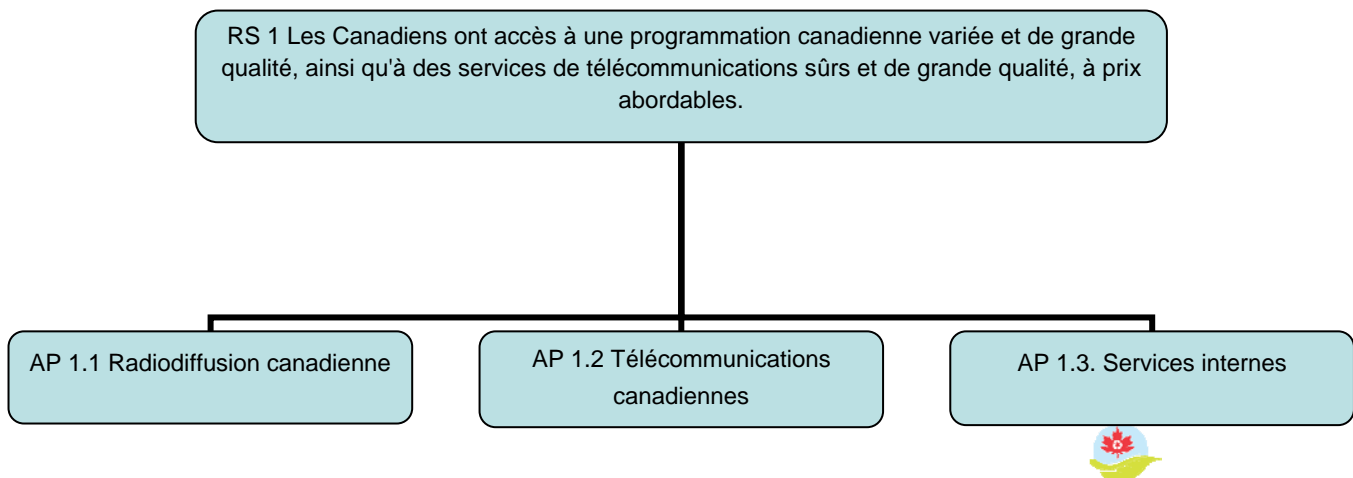 RS 1 Les Canadiens ont accès à une programmation canadienne variée et de grande
qualité, ainsi qu'à des services de télécommunications sûrs et de grande qualité, à prix
abordables.
AP 1.1 Radiodiffusion canadienne
AP 1.2 Télécommunications
canadiennes
AP 1.3. Services internes